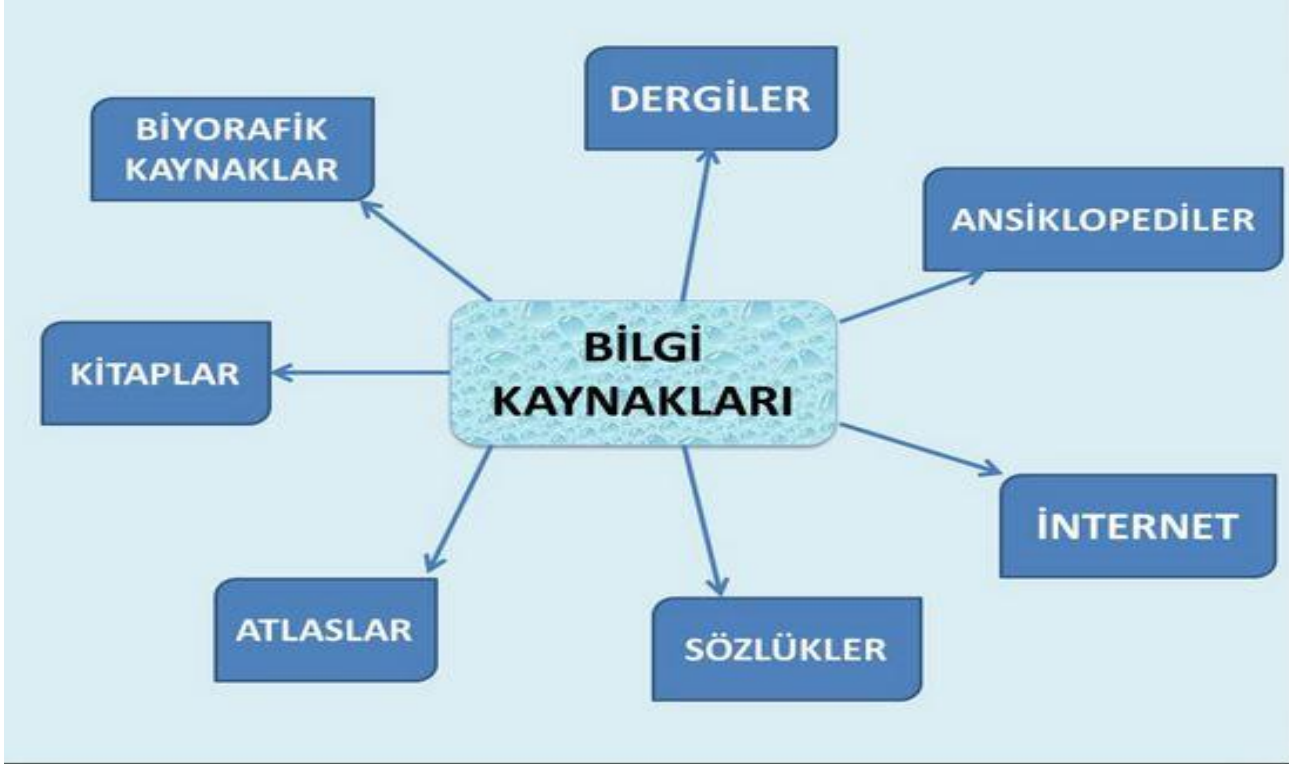 DERGİLER
BİYORAFİK
KAYNAKLAR
ANSİKLOPEDİLER
BİLGİ
KAYNAKLARI
KİTAPLAR
İNTERNET
ATLASLAR
SÖZLÜKLER